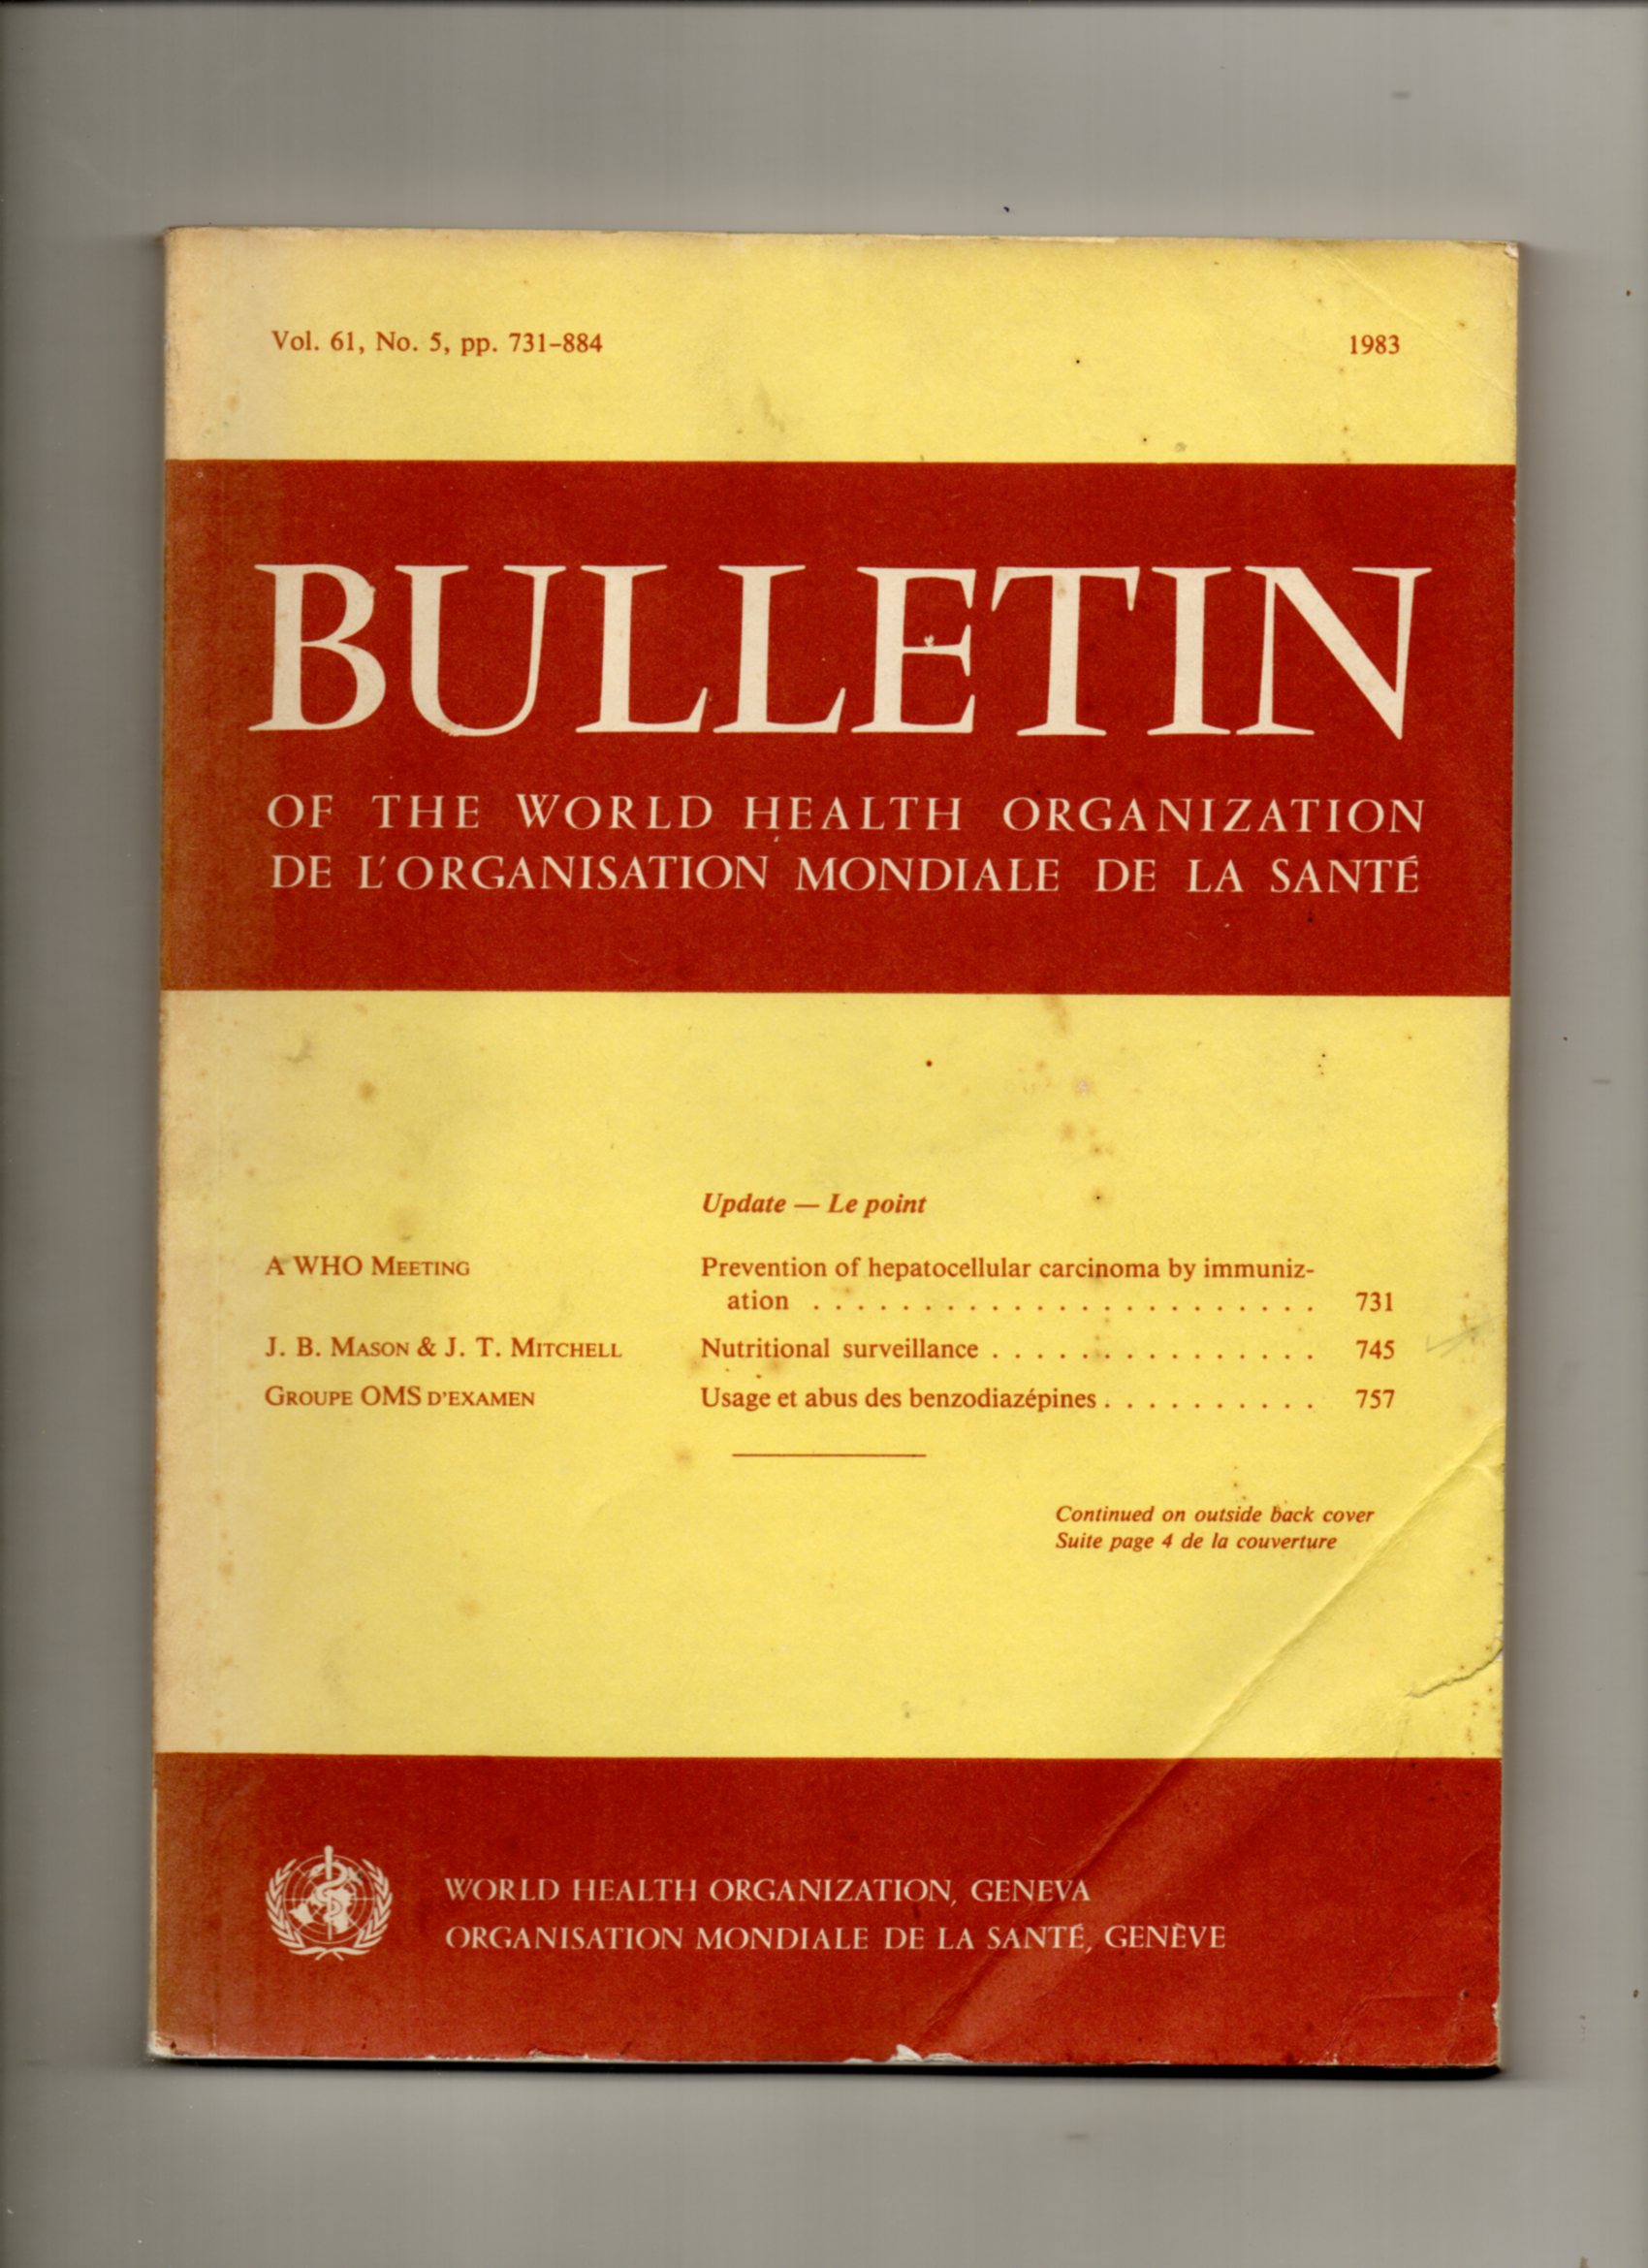 Vol. 61, No. 5, pp. 731–884 1983
BULLETIN
OF THE WORLD HEALTH ORGANIZATION
DE L'ORGANISATION MONDIALE DE LA SANTÉ
Update — Le point
A WHO MEETING Prevention of hepatocellular carcinoma by immuniz-
ation . . . . . . . . . . . . . . . . . . . . . . . 731
J. B. MASON & J. T. MITCHELL Nutritional surveillance . . . . . . . . . . . . . . . 745
GROUPE OMS D'EXAMEN Usage et abus des benzodiazépines . . . . . . . . . . 757
Continued on outside back cover
Suite page 4 de la couverture
WORLD HEALTH ORGANIZATION, GENEVA
ORGANISATION MONDIALE DE LA SANTÉ, GENÈVE